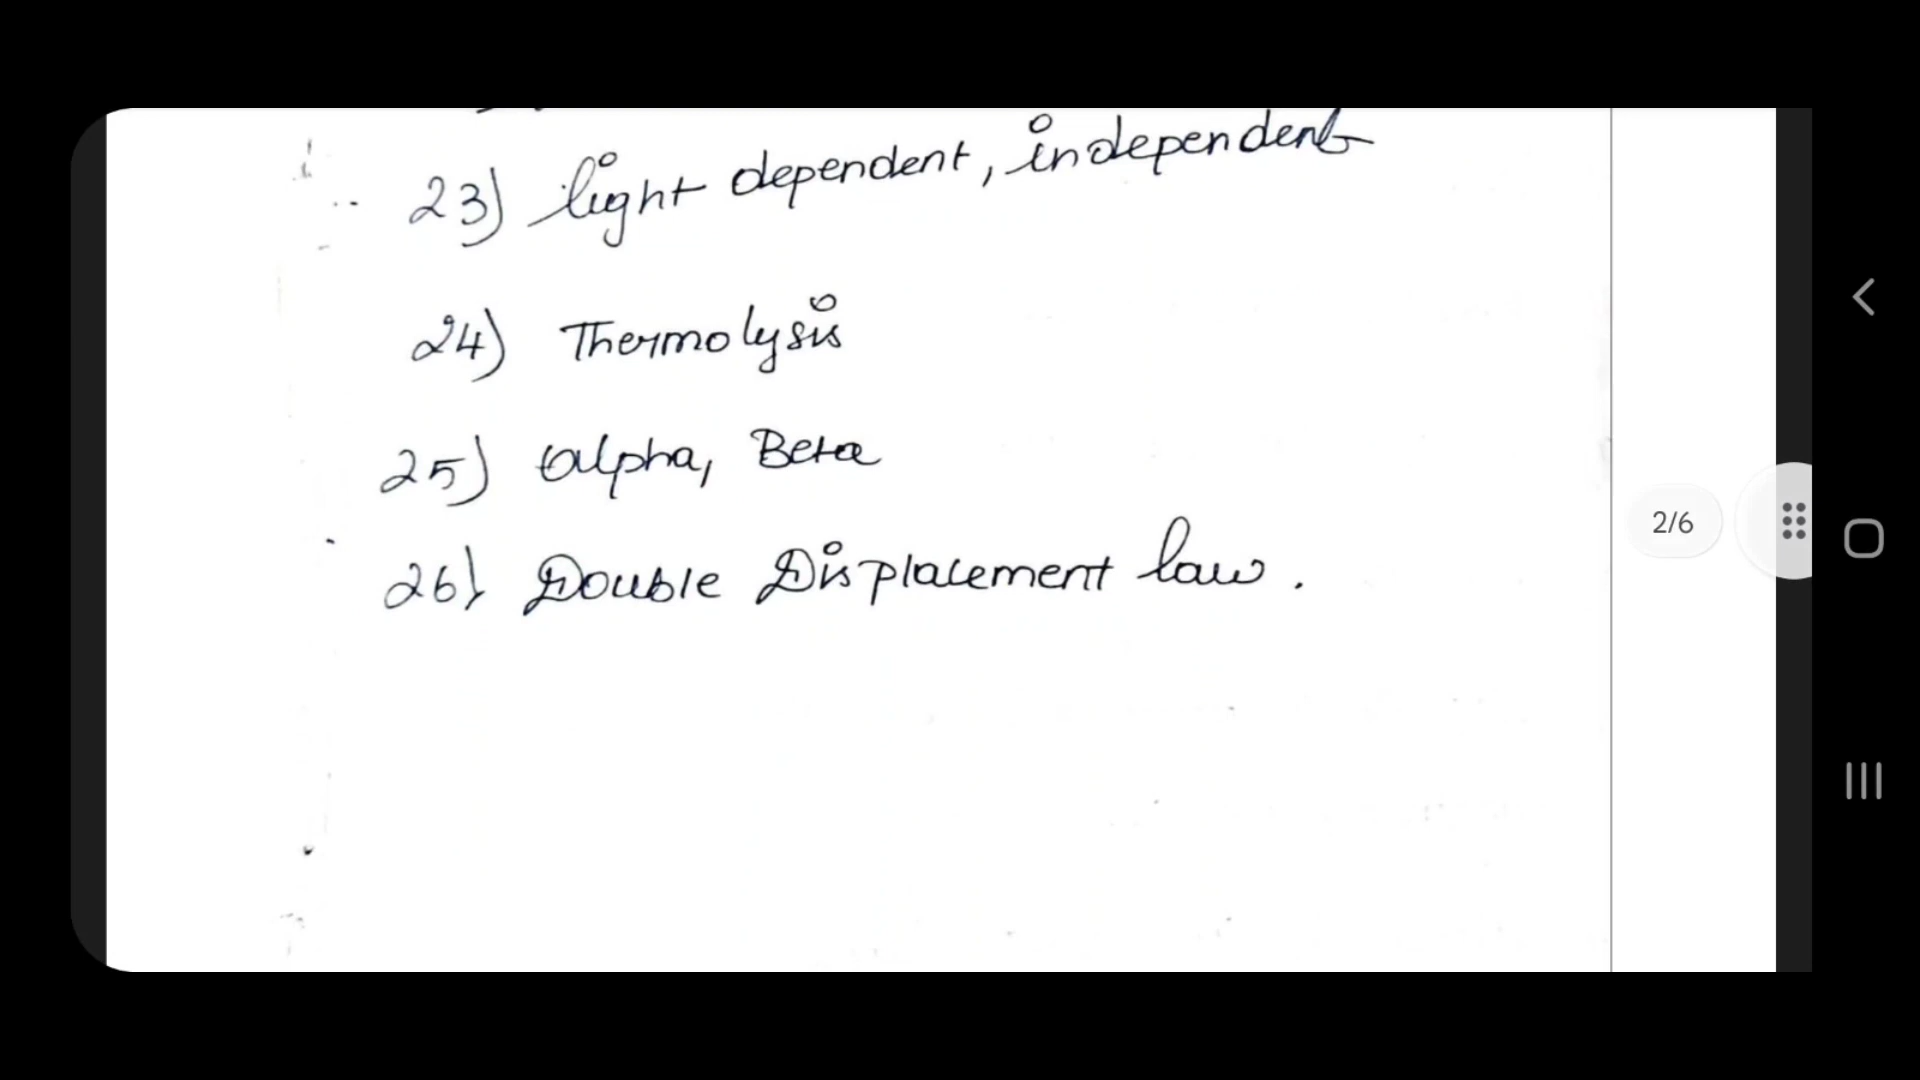 23) light dependent, independent
24) Thermolysis
25) alpha, Beta
26) Double Displacement law.
2/6